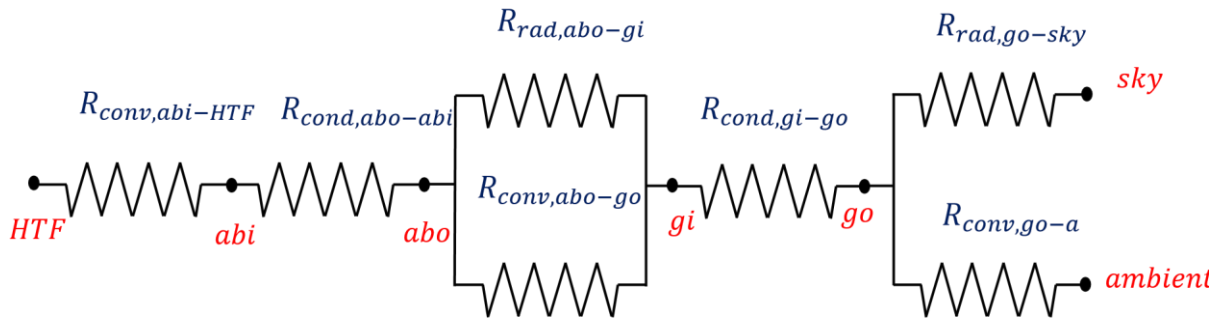 R_{rad,abo-gi}
R_{rad,go-sky}
R_{conv,abi-HTF}
R_{cond,abo-abi}
R_{cond,gi-go}
sky
R_{conv,abo-go}
HTF
abi
abo
gi
go
R_{conv,go-a}
ambient